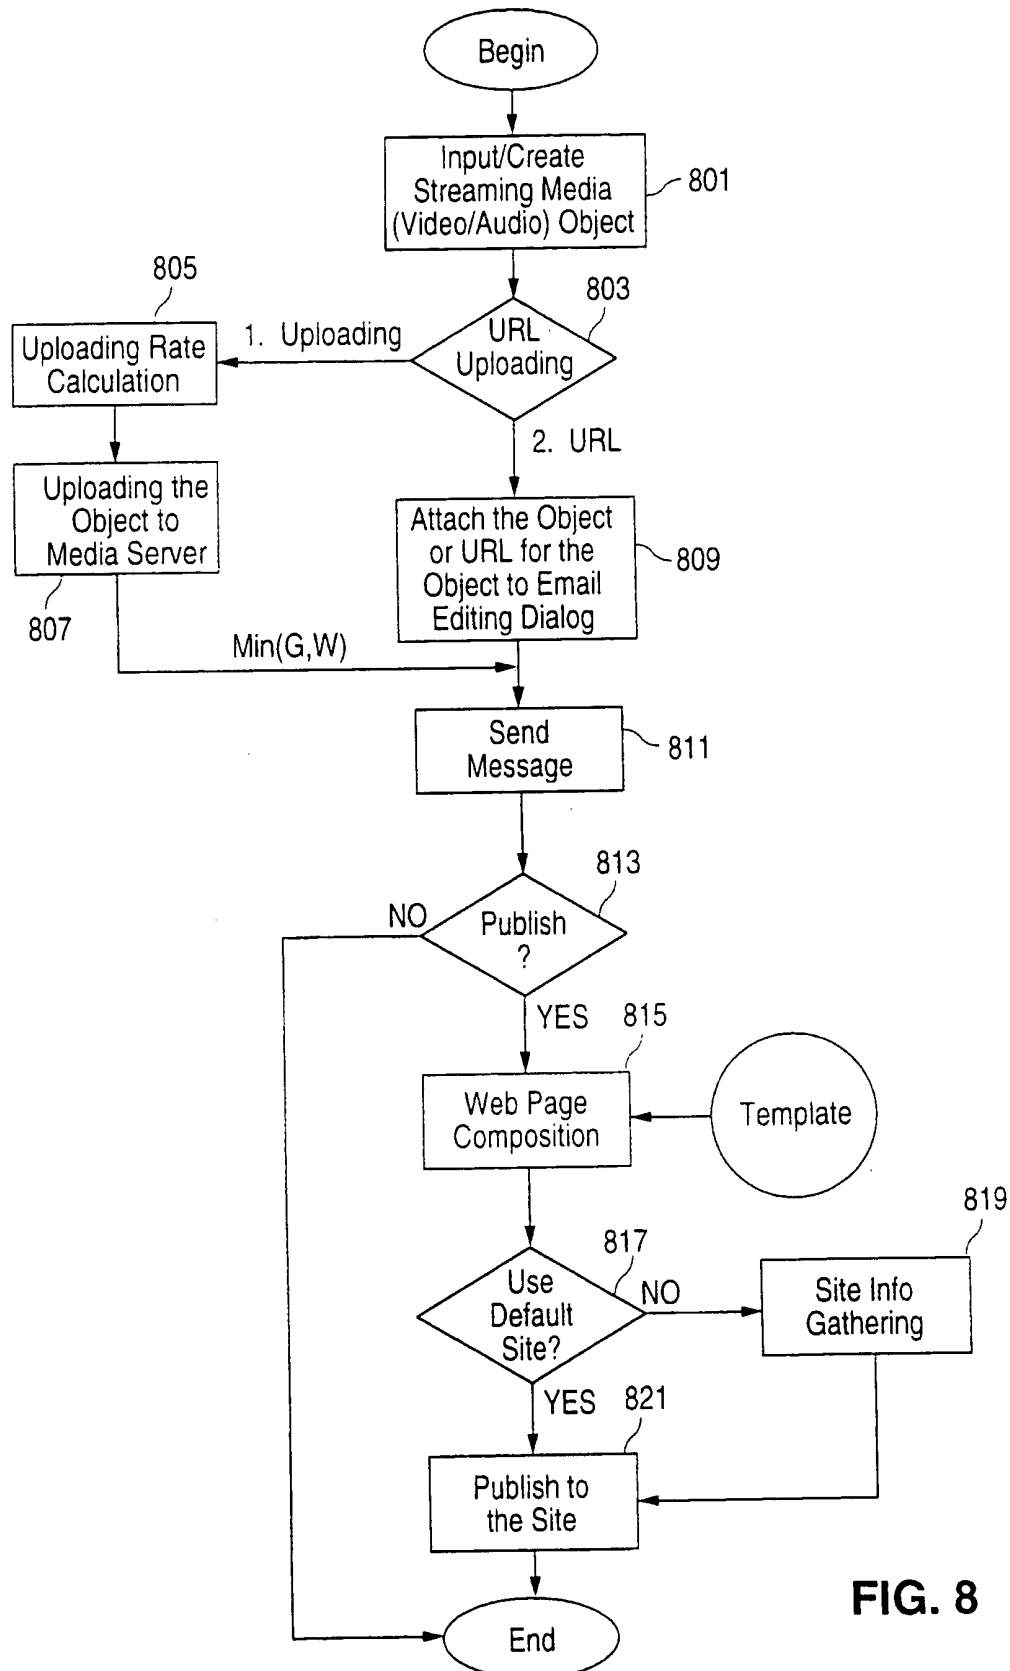 Begin
Input/Create
Streaming Media
(Video/Audio) Object
801
805
803
1. Uploading
URL
Uploading
Uploading Rate
Calculation
2. URL
Uploading the
Object to
Media Server
807
Attach the Object
or URL for the
Object to Email
Editing Dialog
809
Min(G,W)
Send
Message
811
813
NO
Publish
?
YES
815
Web Page
Composition
Template
819
817
Use
Default
Site?
NO
Site Info
Gathering
YES
821
Publish to
the Site
FIG. 8
End